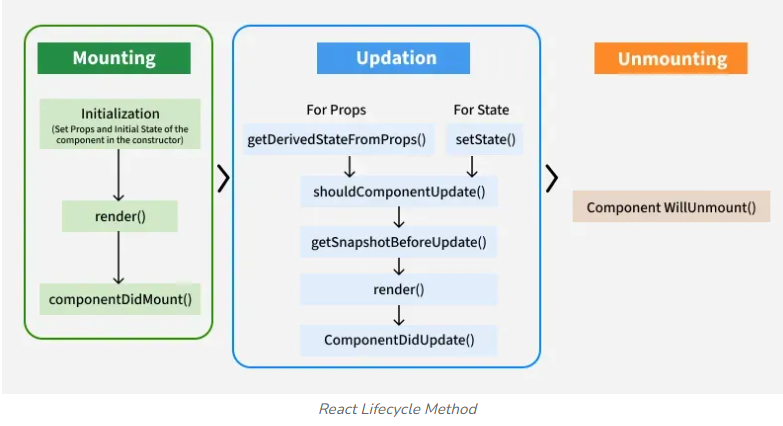 Mounting
Initialization
(Set Props and Initial State of the
component in the constructor)
render()
componentDidMount()
Updation
For Props
For State
getDerivedStateFromProps()
setState()
shouldComponentUpdate()
getSnapshotBeforeUpdate()
render()
ComponentDidUpdate()
Unmounting
Component WillUnmount()
React Lifecycle Method